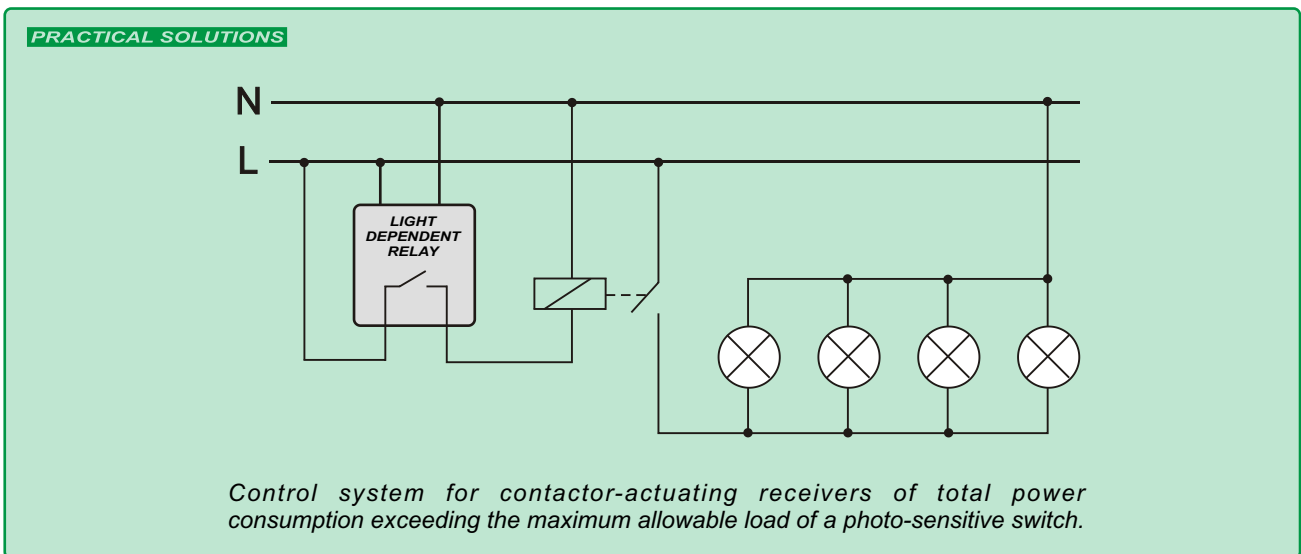 PRACTICAL SOLUTIONS
N
L
LIGHT
DEPENDENT
RELAY
Control system for contactor-actuating receivers of total power
consumption exceeding the maximum allowable load of a photo-sensitive switch.